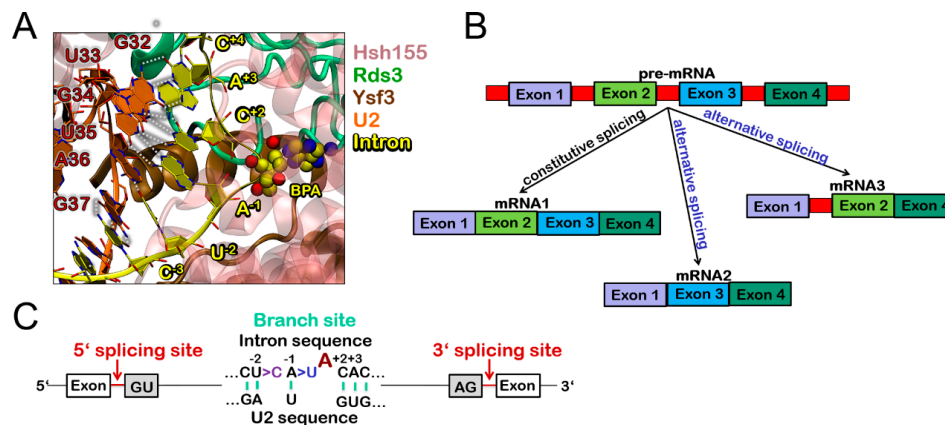 A
G32
U33
G34
U35
A36
G37
C+4
A+3
C+2
BPA
A-1
U-2
C-3
Hsh155
Rds3
Ysf3
U2
Intron
B
pre-mRNA
Exon 1 Exon 2 Exon 3 Exon 4
constitutive splicing
alternative splicing
alternative splicing
mRNA1
Exon 1 Exon 2 Exon 3 Exon 4
mRNA2
Exon 1 Exon 3 Exon 4
mRNA3
Exon 1 Exon 2 Exon 4
C
Branch site
Intron sequence
5‘ splicing site
3‘ splicing site
-2 -1 +2+3
...CU>C A>U A CAC...
5‘ Exon GU AG Exon 3‘
...GA U GUG...
U2 sequence